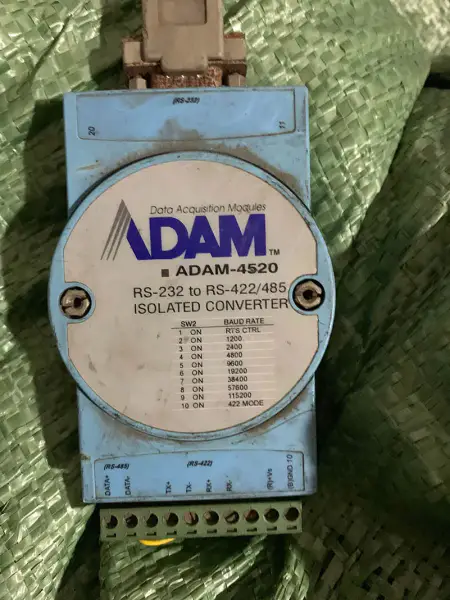 (RS-232)
20 11
Data Acquisition Modules
ADAM TM
■ ADAM-4520
RS-232 to RS-422/485
ISOLATED CONVERTER
SW2 BAUD RATE
1 ON RTS CTRL
2 ON 1200
3 ON 2400
4 ON 4800
5 ON 9600
6 ON 19200
7 ON 38400
8 ON 57600
9 ON 115200
10 ON 422 MODE
(RS-485) (RS-422)
DATA+ DATA- TX+ TX- RX+ RX- (R)+Vs (B)GND 10